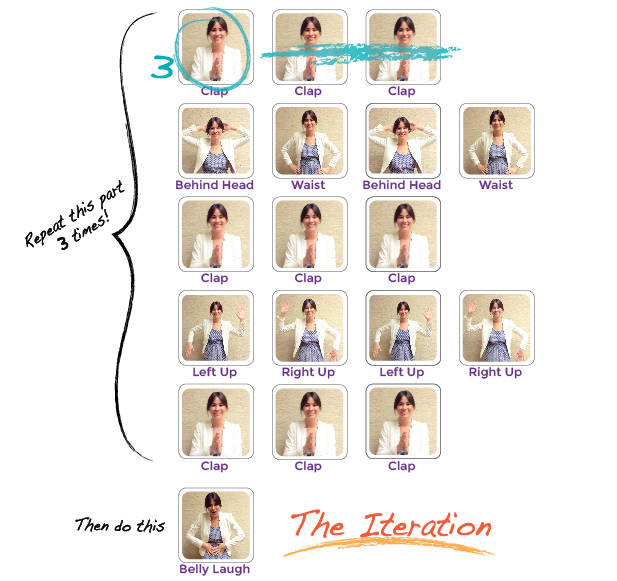 3
Clap Clap Clap
Behind Head Waist Behind Head Waist
Repeat this part
3 times!
Clap Clap Clap
Left Up Right Up Left Up Right Up
Clap Clap Clap
Then do this
The Iteration
Belly Laugh